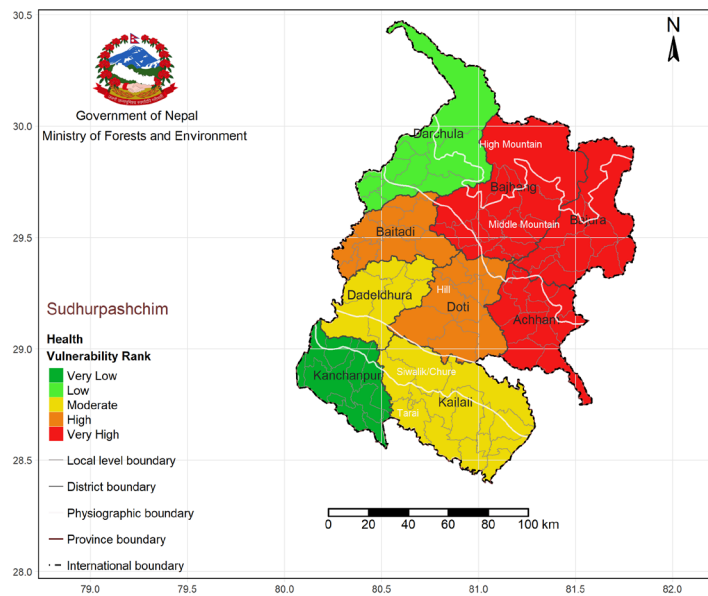 30.5
30.0
29.5
29.0
28.5
28.0
79.0
79.5
80.0
80.5
81.0
81.5
82.0
N
Government of Nepal
Ministry of Forests and Environment
Darchula
High Mountain
Bajhang
Bajura
Middle Mountain
Baitadi
Hill
Dadeldhura
Doti
Achham
Siwalik/Chure
Kanchanpur
Kailali
Tarai
Sudhurpashchim
Health
Vulnerability Rank
Very Low
Low
Moderate
High
Very High
Local level boundary
District boundary
Physiographic boundary
Province boundary
International boundary
0 20 40 60 80 100 km